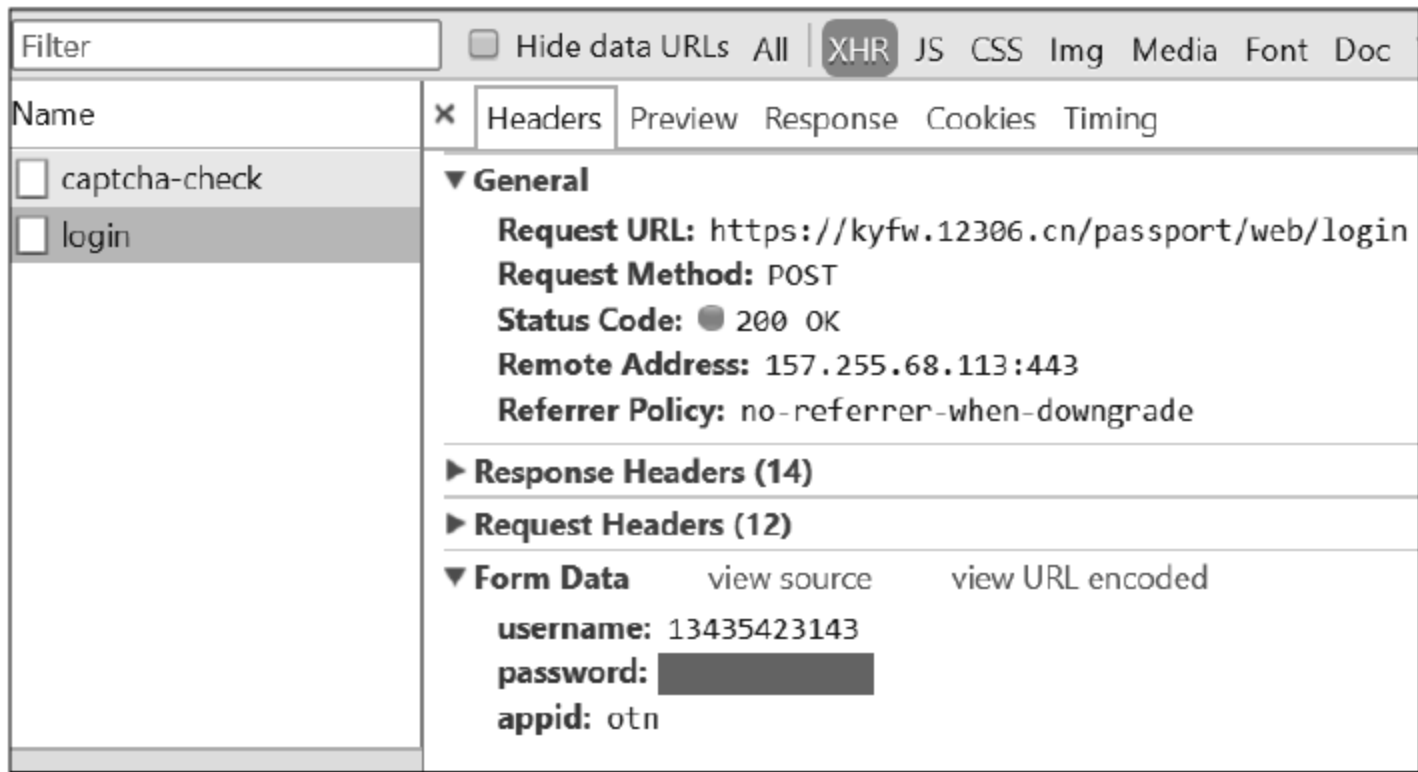 Filter Hide data URLs All XHR JS CSS Img Media Font Doc
Name
× Headers Preview Response Cookies Timing
captcha-check
login
General
Request URL: https://kyfw.12306.cn/passport/web/login
Request Method: POST
Status Code: 200 OK
Remote Address: 157.255.68.113:443
Referrer Policy: no-referrer-when-downgrade
Response Headers (14)
Request Headers (12)
Form Data view source view URL encoded
username: 13435423143
password:
appid: otn